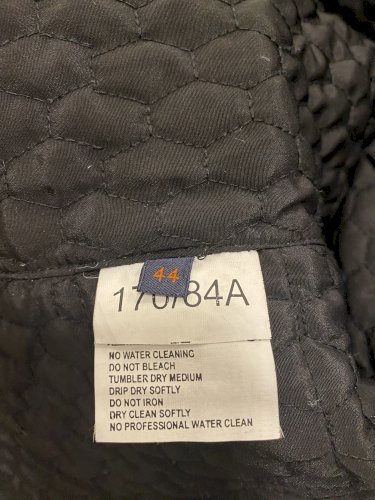 44
170/84A
NO WATER CLEANING
DO NOT BLEACH
TUMBLER DRY MEDIUM
DRIP DRY SOFTLY
DO NOT IRON
DRY CLEAN SOFTLY
NO PROFESSIONAL WATER CLEAN